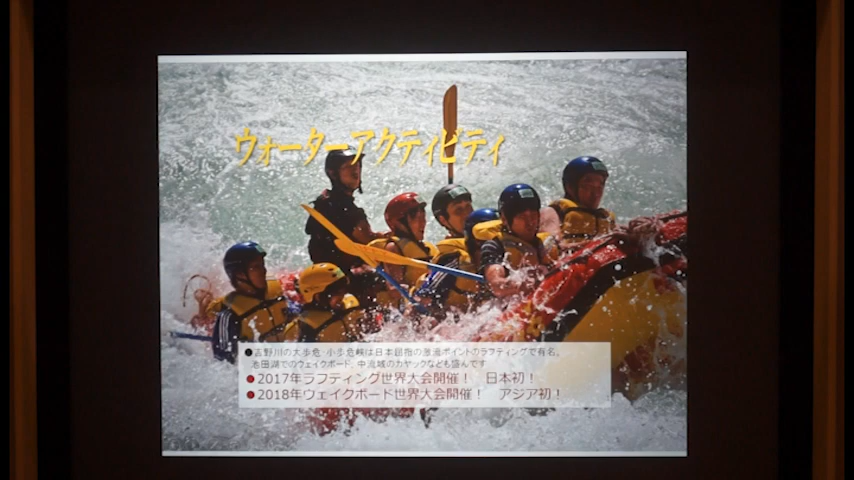 ウォーターアクティビティ
●吉野川の大歩危・小歩危峡は日本屈指の激流ポイントのラフティングで有名。
池田湖でのウェイクボード、中流域のカヤックなども盛んです
●2017年ラフティング世界大会開催！ 日本初！
●2018年ウェイクボード世界大会開催！ アジア初！